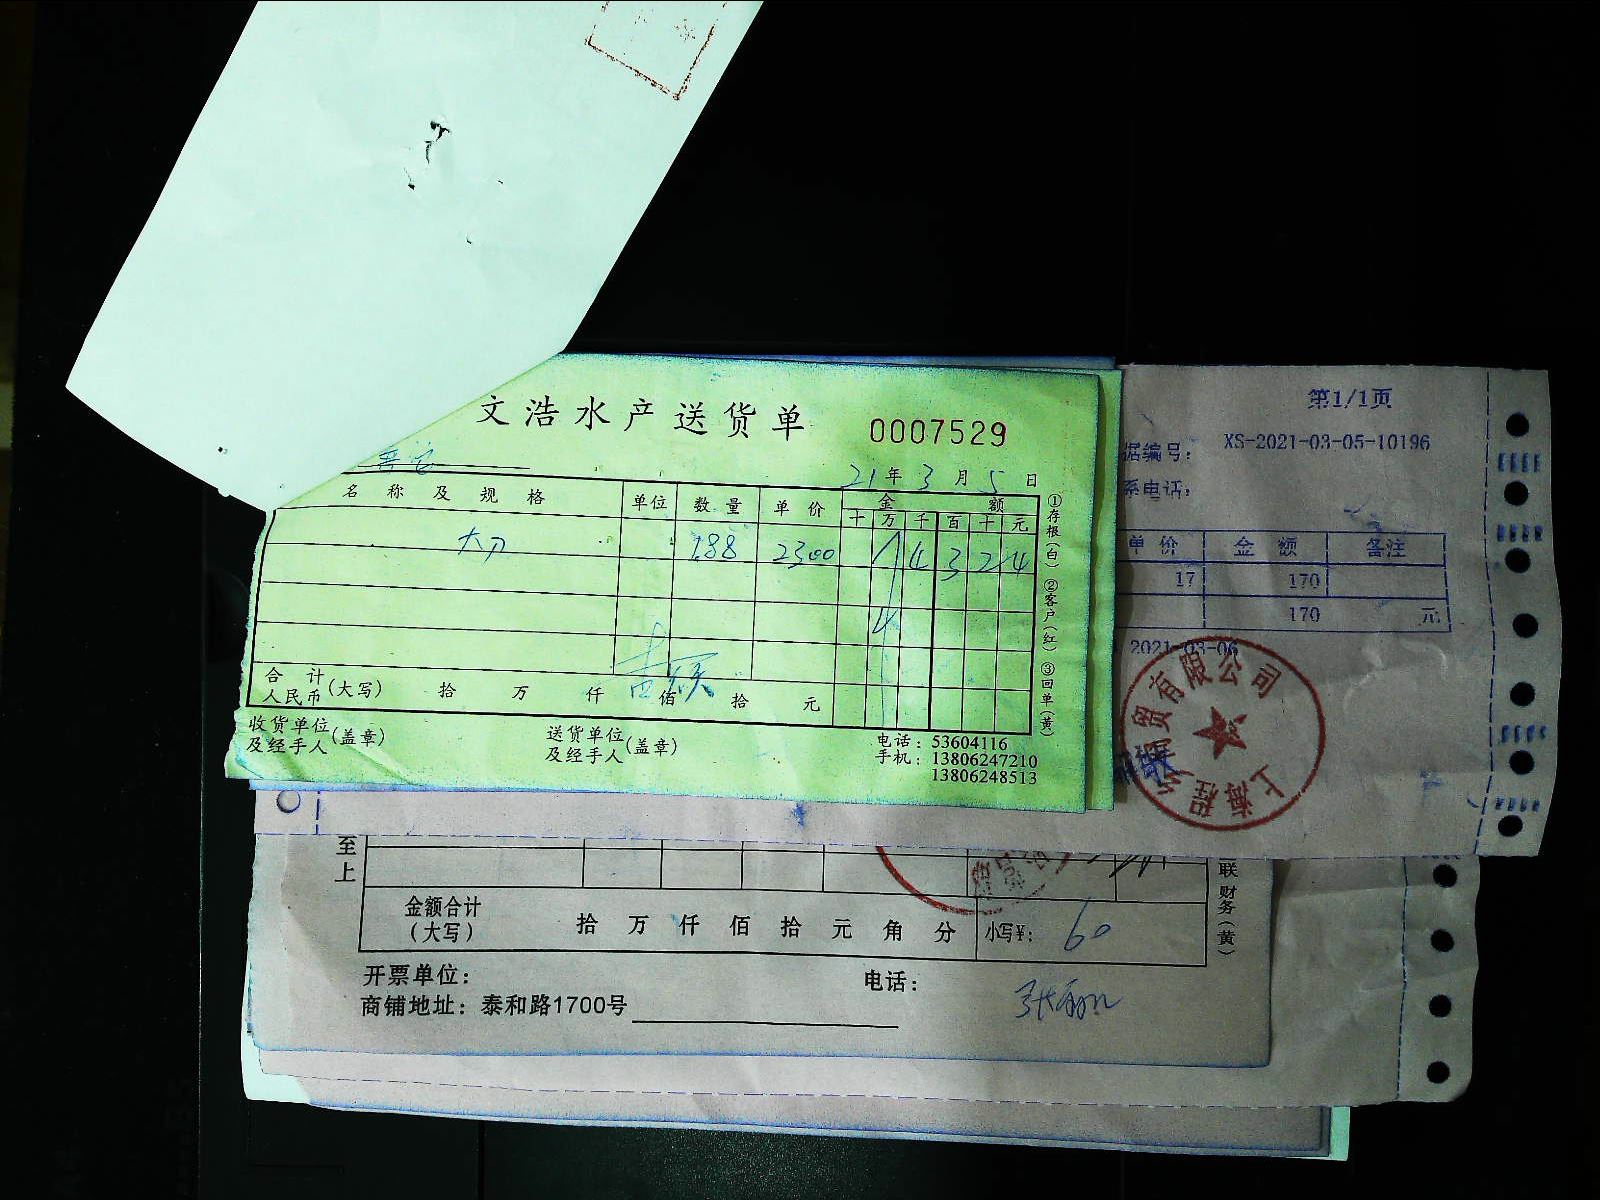 文浩水产送货单 0007529
21年3月5日
名称及规格 单位 数量 单价 金额
十 万 千 百 十 元
大刀 188 2300 4 3 2 4
合计
人民币(大写) 拾 万 仟 佰 拾 元
收货单位
及经手人(盖章)
送货单位
及经手人(盖章)
电话：53604116
手机：13806247210
13806248513
①存根(白) ②客户(红) ③回单(黄)
第1/1页
据编号： XS-2021-03-05-10196
系电话：
单价 金额 备注
17 170
170 元
2021-03-06
上海程 贸有限公司
至上
金额合计
(大写) 拾 万 仟 佰 拾 元 角 分 小写¥： 60
联 财务(黄)
开票单位： 电话：
商铺地址：泰和路1700号